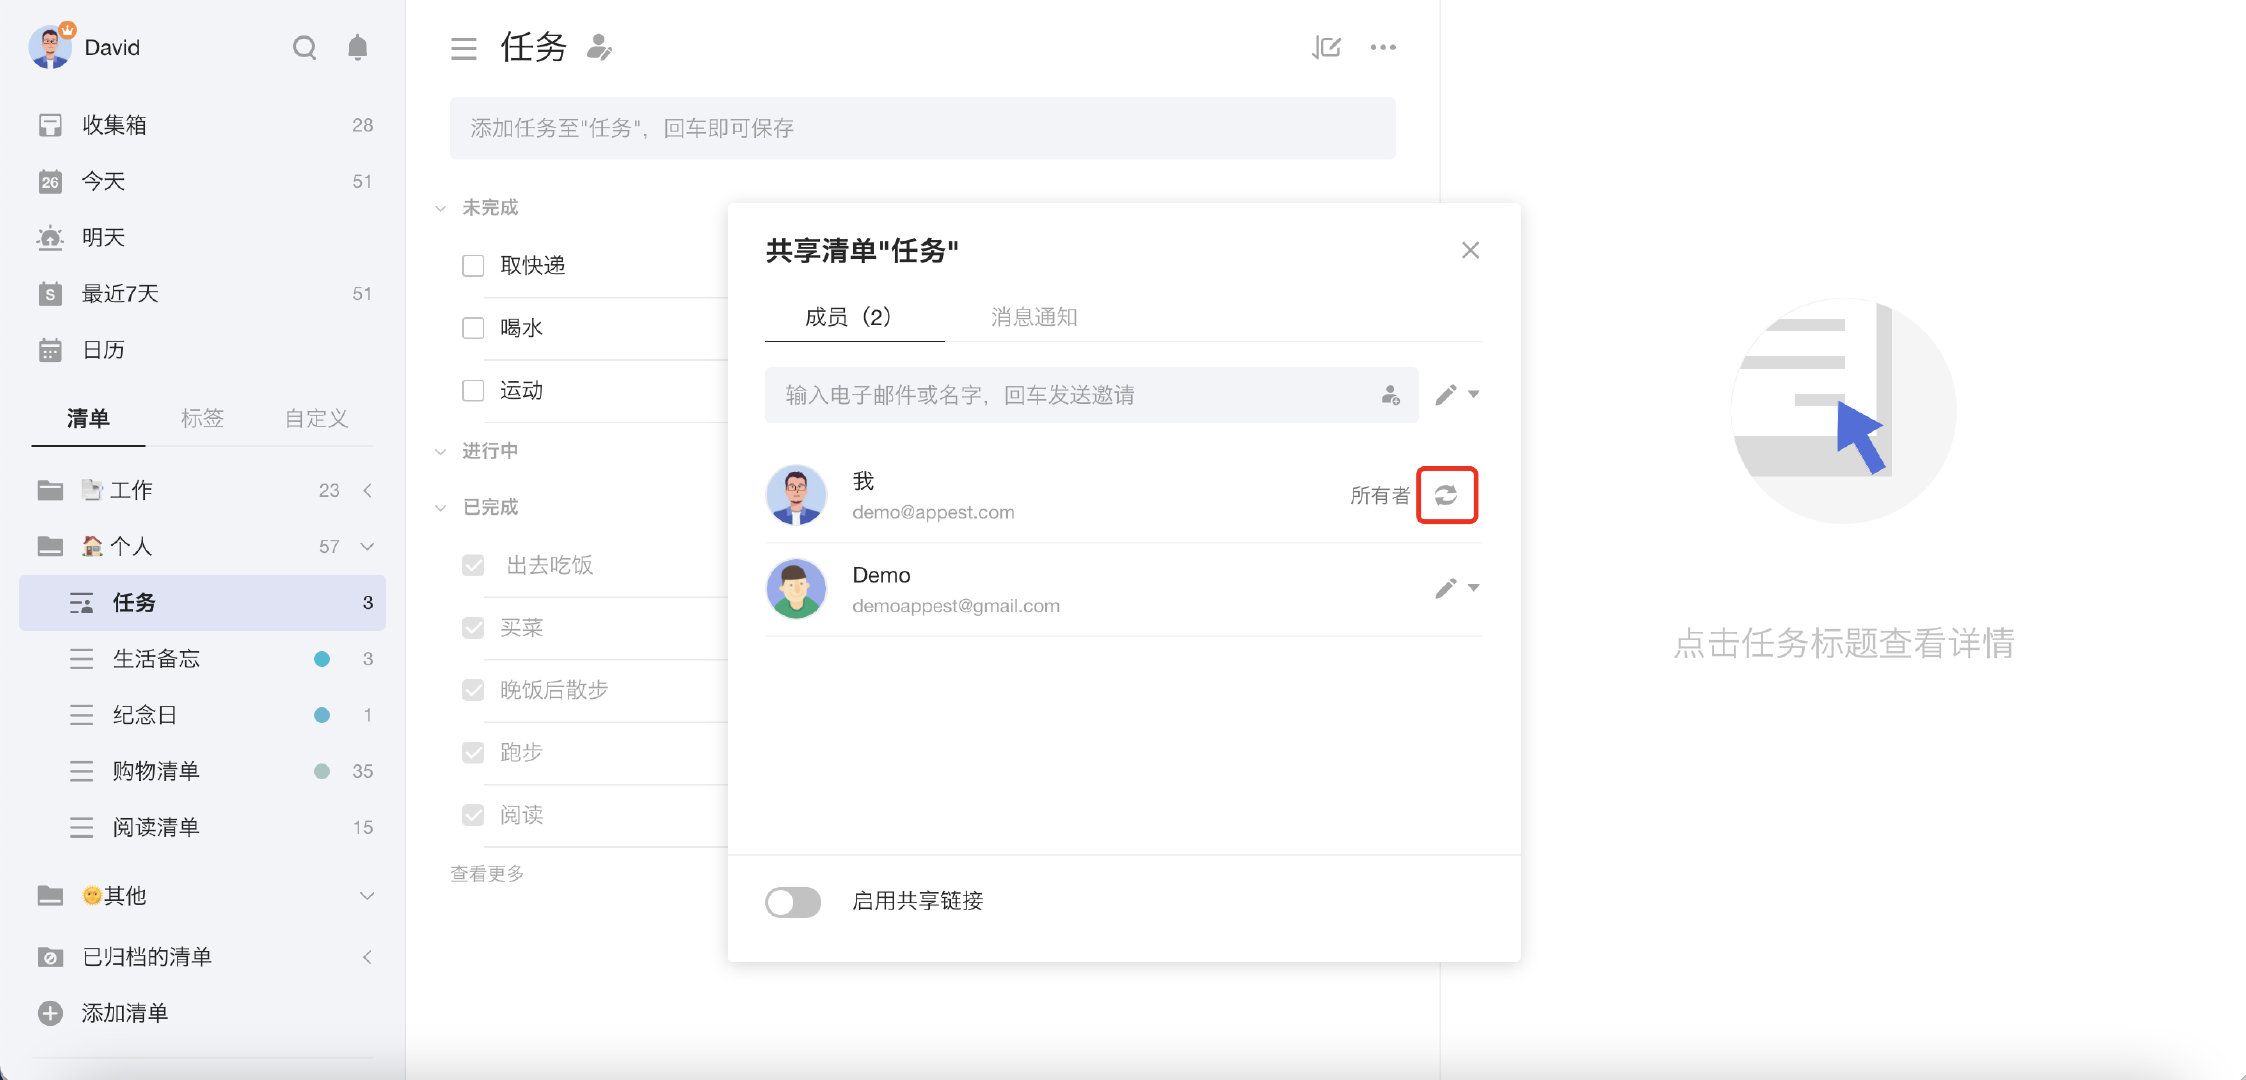 David
收集箱 28
26 今天 51
明天
S 最近7天 51
日历
清单 标签 自定义
工作 23
个人 57
任务 3
生活备忘 3
纪念日 1
购物清单 35
阅读清单 15
其他
已归档的清单
添加清单
任务
添加任务至"任务"，回车即可保存
未完成
取快递
喝水
运动
进行中
已完成
出去吃饭
买菜
晚饭后散步
跑步
阅读
查看更多
共享清单"任务"
成员（2） 消息通知
输入电子邮件或名字，回车发送邀请
我
demo@appest.com
所有者
Demo
demoappest@gmail.com
启用共享链接
点击任务标题查看详情